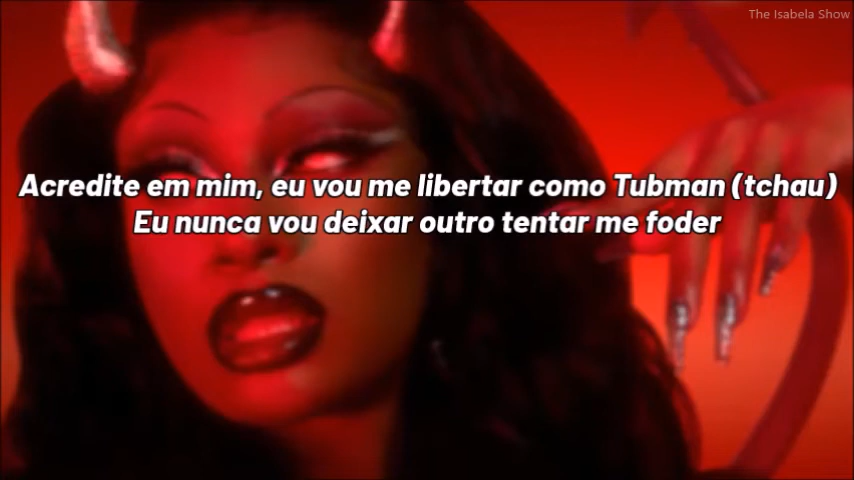 The Isabela Show
Acredite em mim, eu vou me libertar como Tubman (tchau)
Eu nunca vou deixar outro tentar me foder